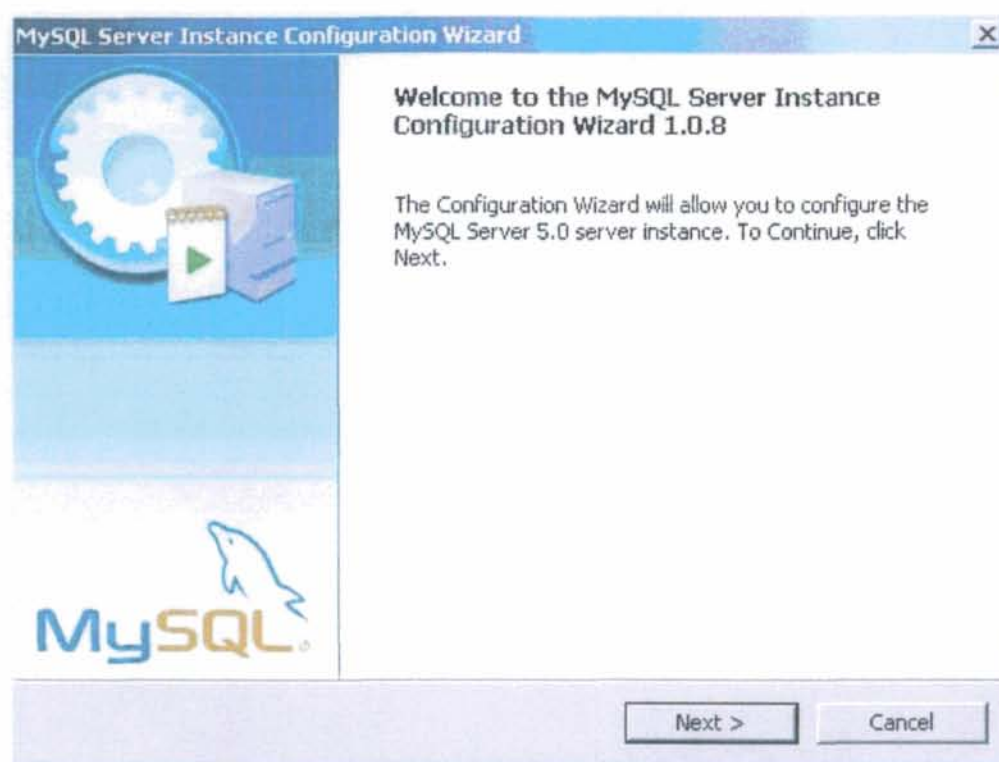 MySQL Server Instance Configuration Wizard
Welcome to the MySQL Server Instance
Configuration Wizard 1.0.8
The Configuration Wizard will allow you to configure the
MySQL Server 5.0 server instance. To Continue, click
Next.
MySQL
Next >
Cancel